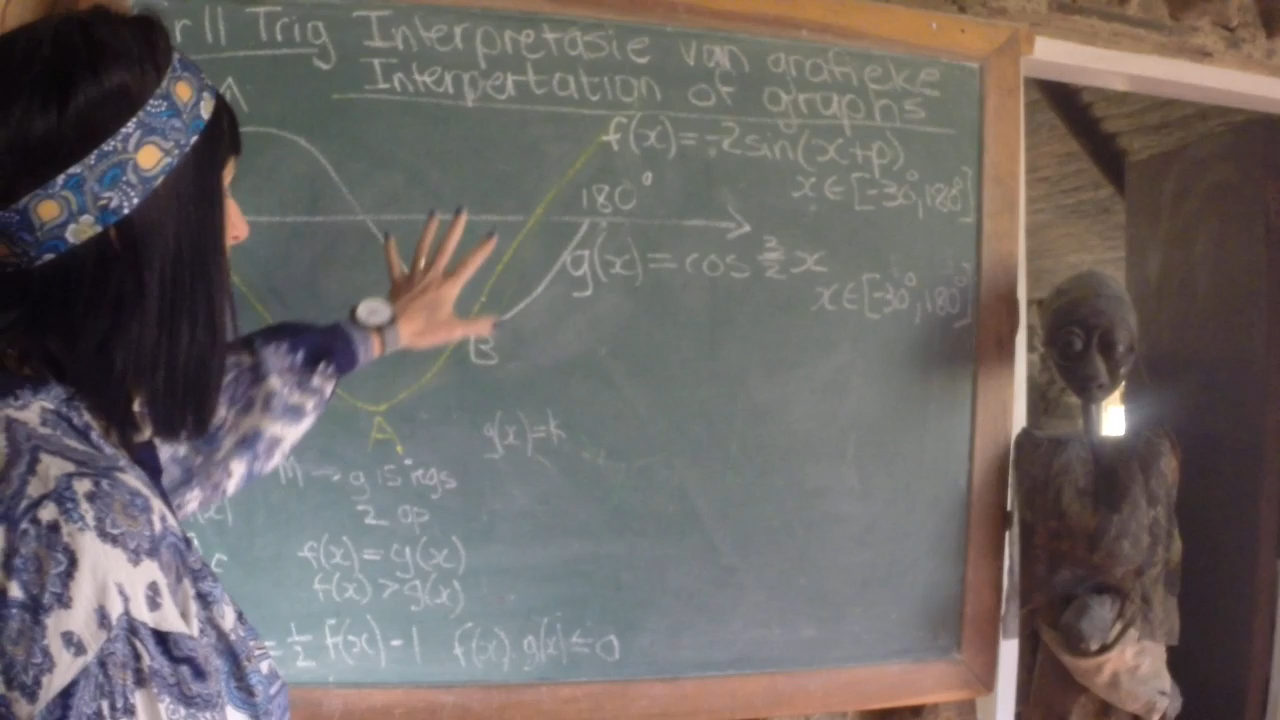 r 11 Trig Interpretasie van grafieke
Interpertation of graphs
f(x)=-2sin(x+p)
x∈[-30°,180°]
180°
g(x)=cos 3/2 x
x∈[-30°,180°]
B
A
g(x)=k
M → g 15° regs
2 op
f(x)=g(x)
f(x)>g(x)
=1/2 f(x)-1 f(x).g(x)≤0